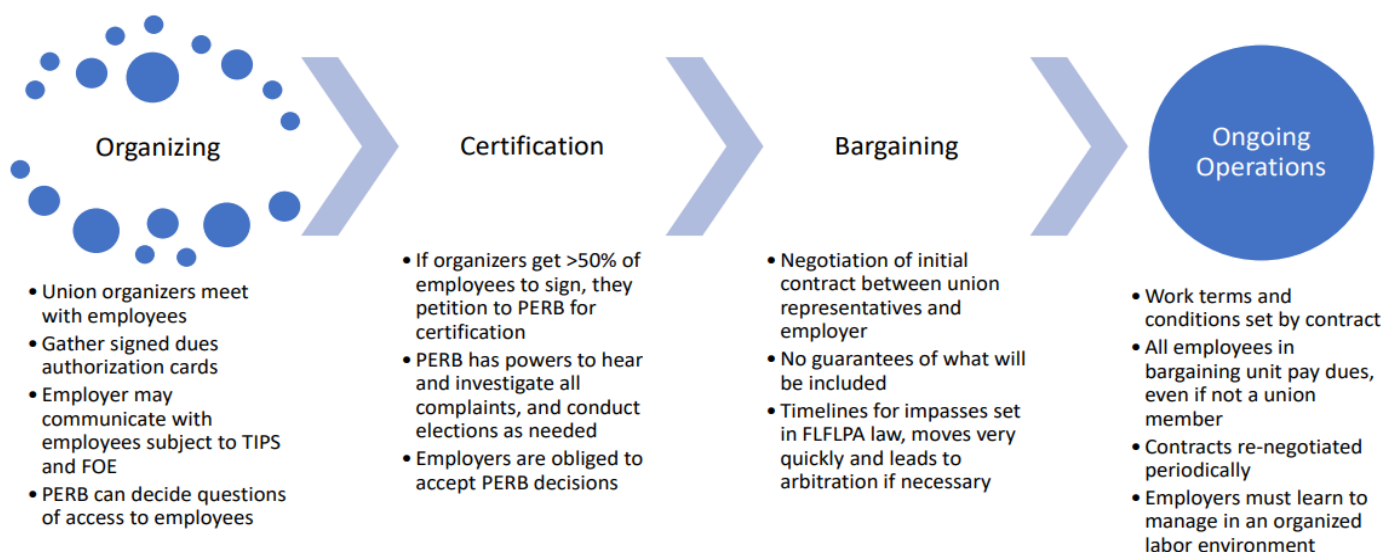 Organizing
• Union organizers meet
with employees
• Gather signed dues
authorization cards
• Employer may
communicate with
employees subject to TIPS
and FOE
• PERB can decide questions
of access to employees
Certification
• If organizers get >50% of
employees to sign, they
petition to PERB for
certification
• PERB has powers to hear
and investigate all
complaints, and conduct
elections as needed
• Employers are obliged to
accept PERB decisions
Bargaining
• Negotiation of initial
contract between union
representatives and
employer
• No guarantees of what will
be included
• Timelines for impasses set
in FLFLPA law, moves very
quickly and leads to
arbitration if necessary
Ongoing
Operations
• Work terms and
conditions set by contract
• All employees in
bargaining unit pay dues,
even if not a union
member
• Contracts re-negotiated
periodically
• Employers must learn to
manage in an organized
labor environment